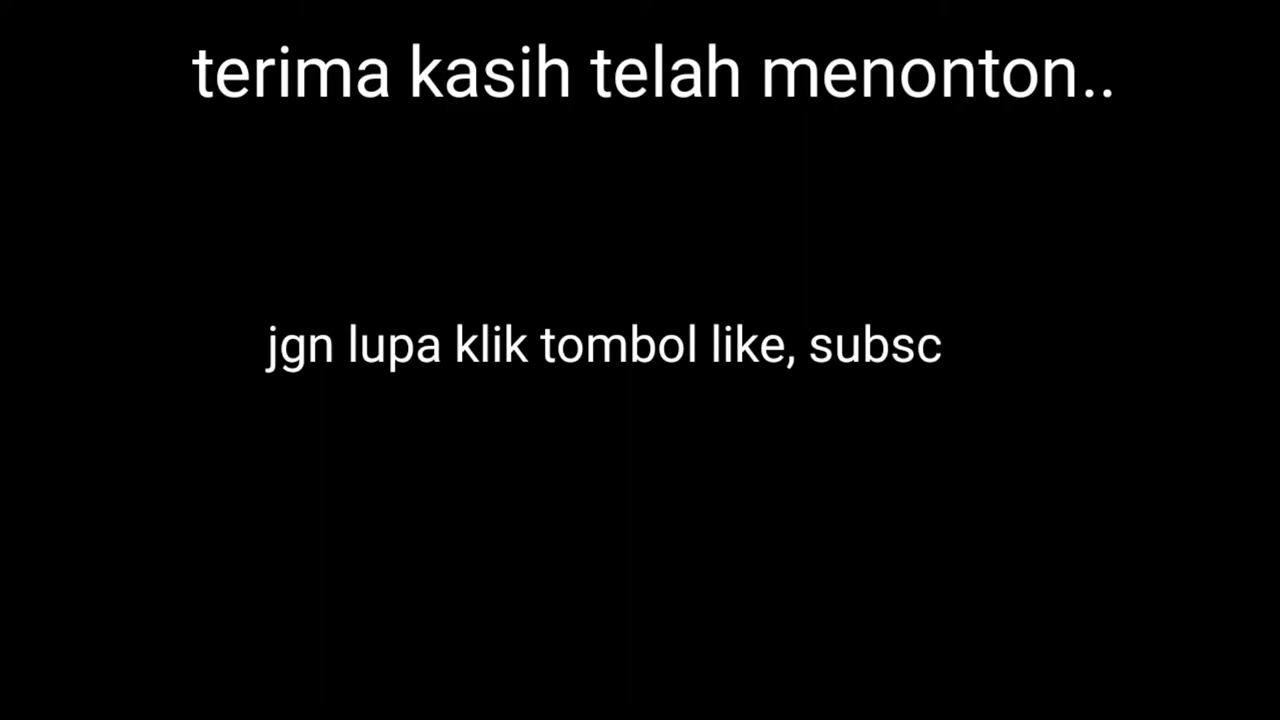 terima kasih telah menonton..
jgn lupa klik tombol like, subsc